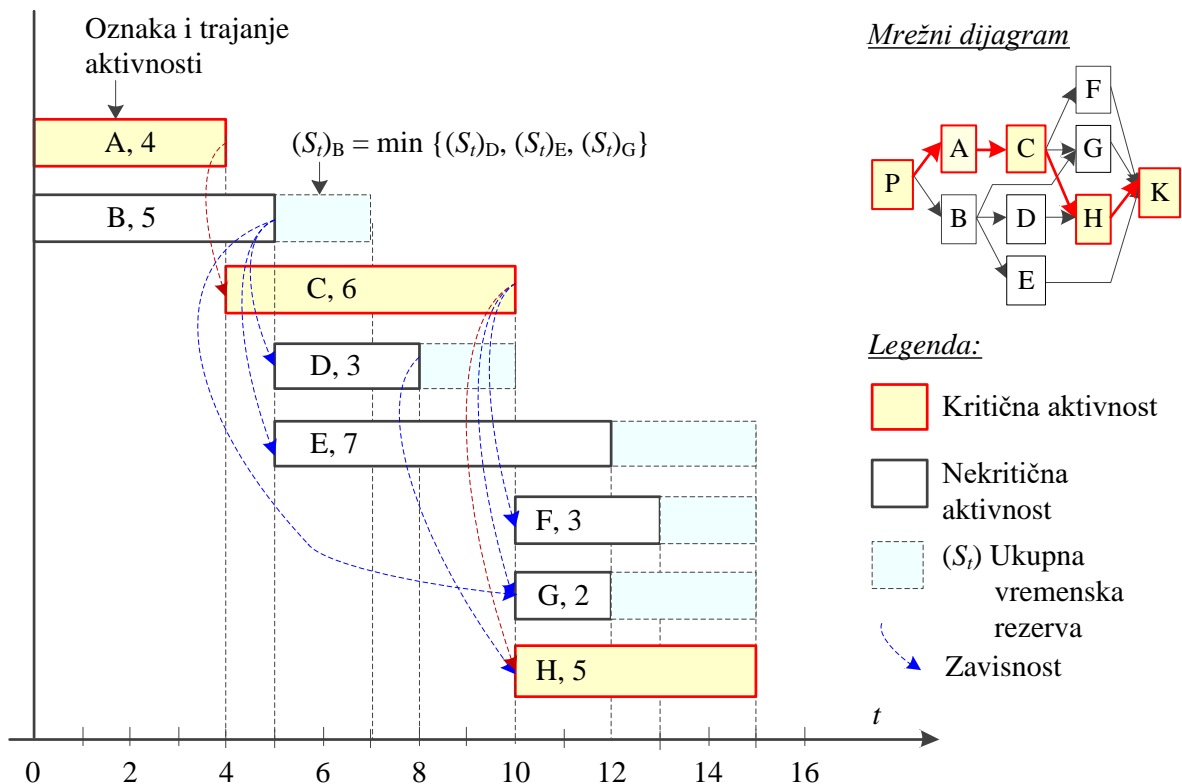 Oznaka i trajanje
aktivnosti
A, 4
(Sₜ)B = min {(Sₜ)D, (Sₜ)E, (Sₜ)G}
B, 5
C, 6
D, 3
E, 7
F, 3
G, 2
H, 5
t
0 2 4 6 8 10 12 14 16
Mrežni dijagram
F
A C G
P K
B D H
E
Legenda:
Kritična aktivnost
Nekritična
aktivnost
(Sₜ) Ukupna
vremenska
rezerva
Zavisnost